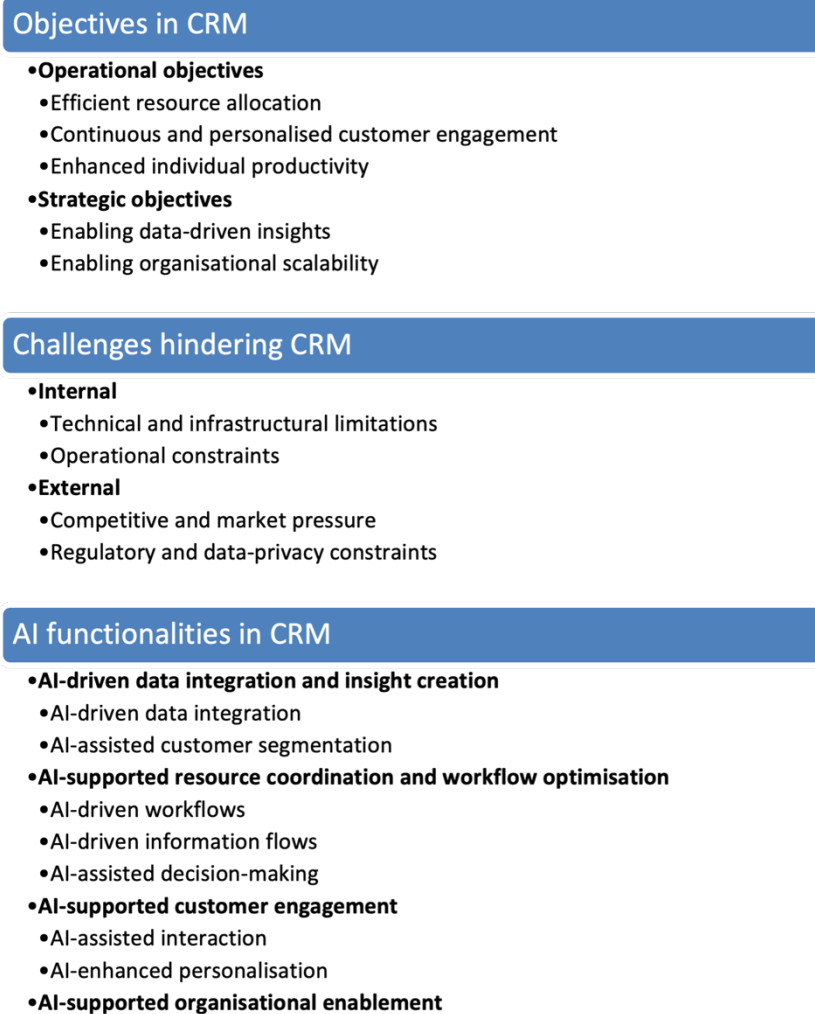 Objectives in CRM
•Operational objectives
•Efficient resource allocation
•Continuous and personalised customer engagement
•Enhanced individual productivity
•Strategic objectives
•Enabling data-driven insights
•Enabling organisational scalability
Challenges hindering CRM
•Internal
•Technical and infrastructural limitations
•Operational constraints
•External
•Competitive and market pressure
•Regulatory and data-privacy constraints
AI functionalities in CRM
•AI-driven data integration and insight creation
•AI-driven data integration
•AI-assisted customer segmentation
•AI-supported resource coordination and workflow optimisation
•AI-driven workflows
•AI-driven information flows
•AI-assisted decision-making
•AI-supported customer engagement
•AI-assisted interaction
•AI-enhanced personalisation
•AI-supported organisational enablement